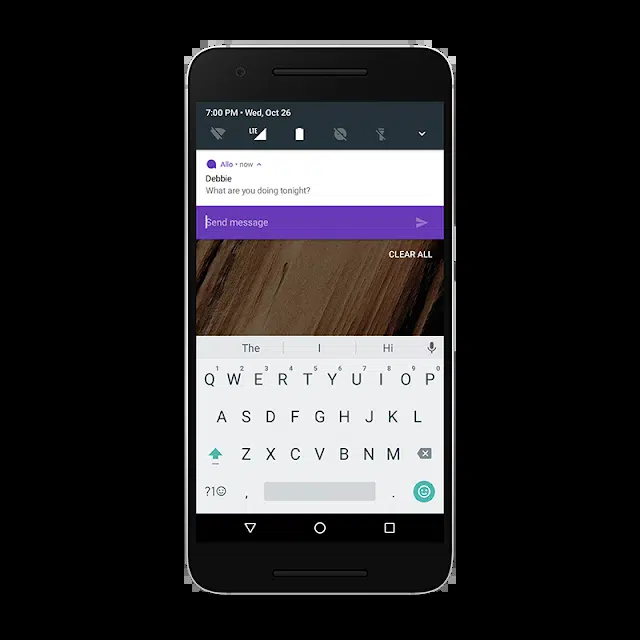 7:00 PM • Wed, Oct 26
LTE
Allo • now
Debbie
What are you doing tonight?
Send message
CLEAR ALL
The I Hi
1 2 3 4 5 6 7 8 9 0
Q W E R T Y U I O P
A S D F G H J K L
Z X C V B N M
?1☺ , .